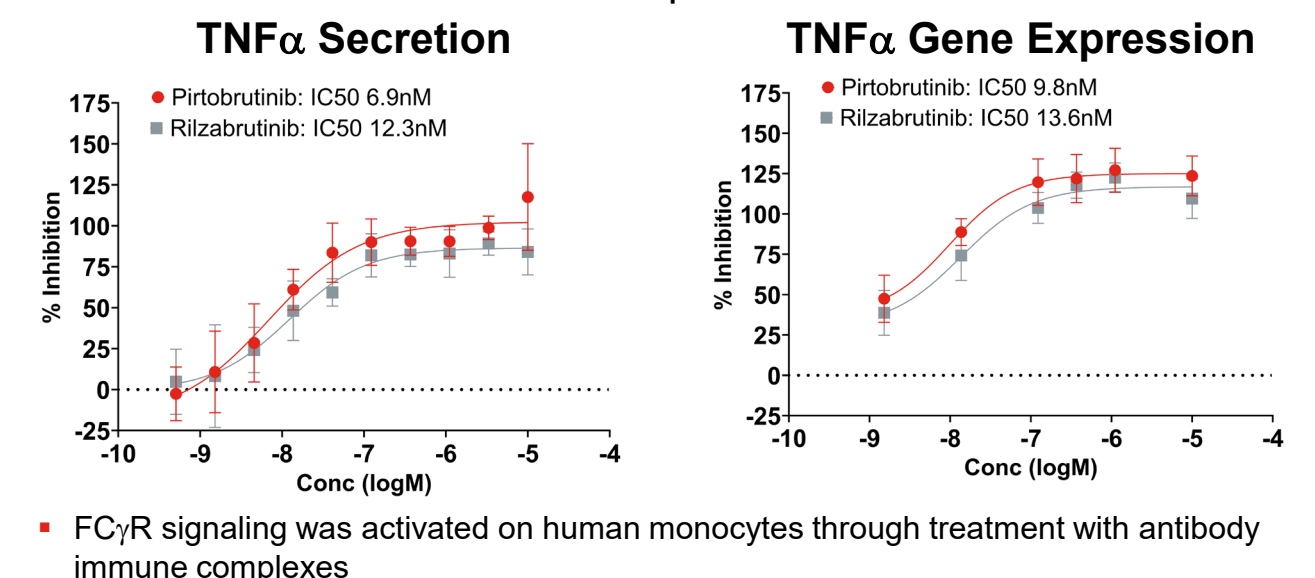 TNFα Secretion
Pirtobrutinib: IC50 6.9nM
Rilzabrutinib: IC50 12.3nM
% Inhibition
175
150
125
100
75
50
25
0
-25
-10 -9 -8 -7 -6 -5 -4
Conc (logM)
TNFα Gene Expression
Pirtobrutinib: IC50 9.8nM
Rilzabrutinib: IC50 13.6nM
% Inhibition
175
150
125
100
75
50
25
0
-25
-10 -9 -8 -7 -6 -5 -4
Conc (logM)
▪ FCγR signaling was activated on human monocytes through treatment with antibody
immune complexes